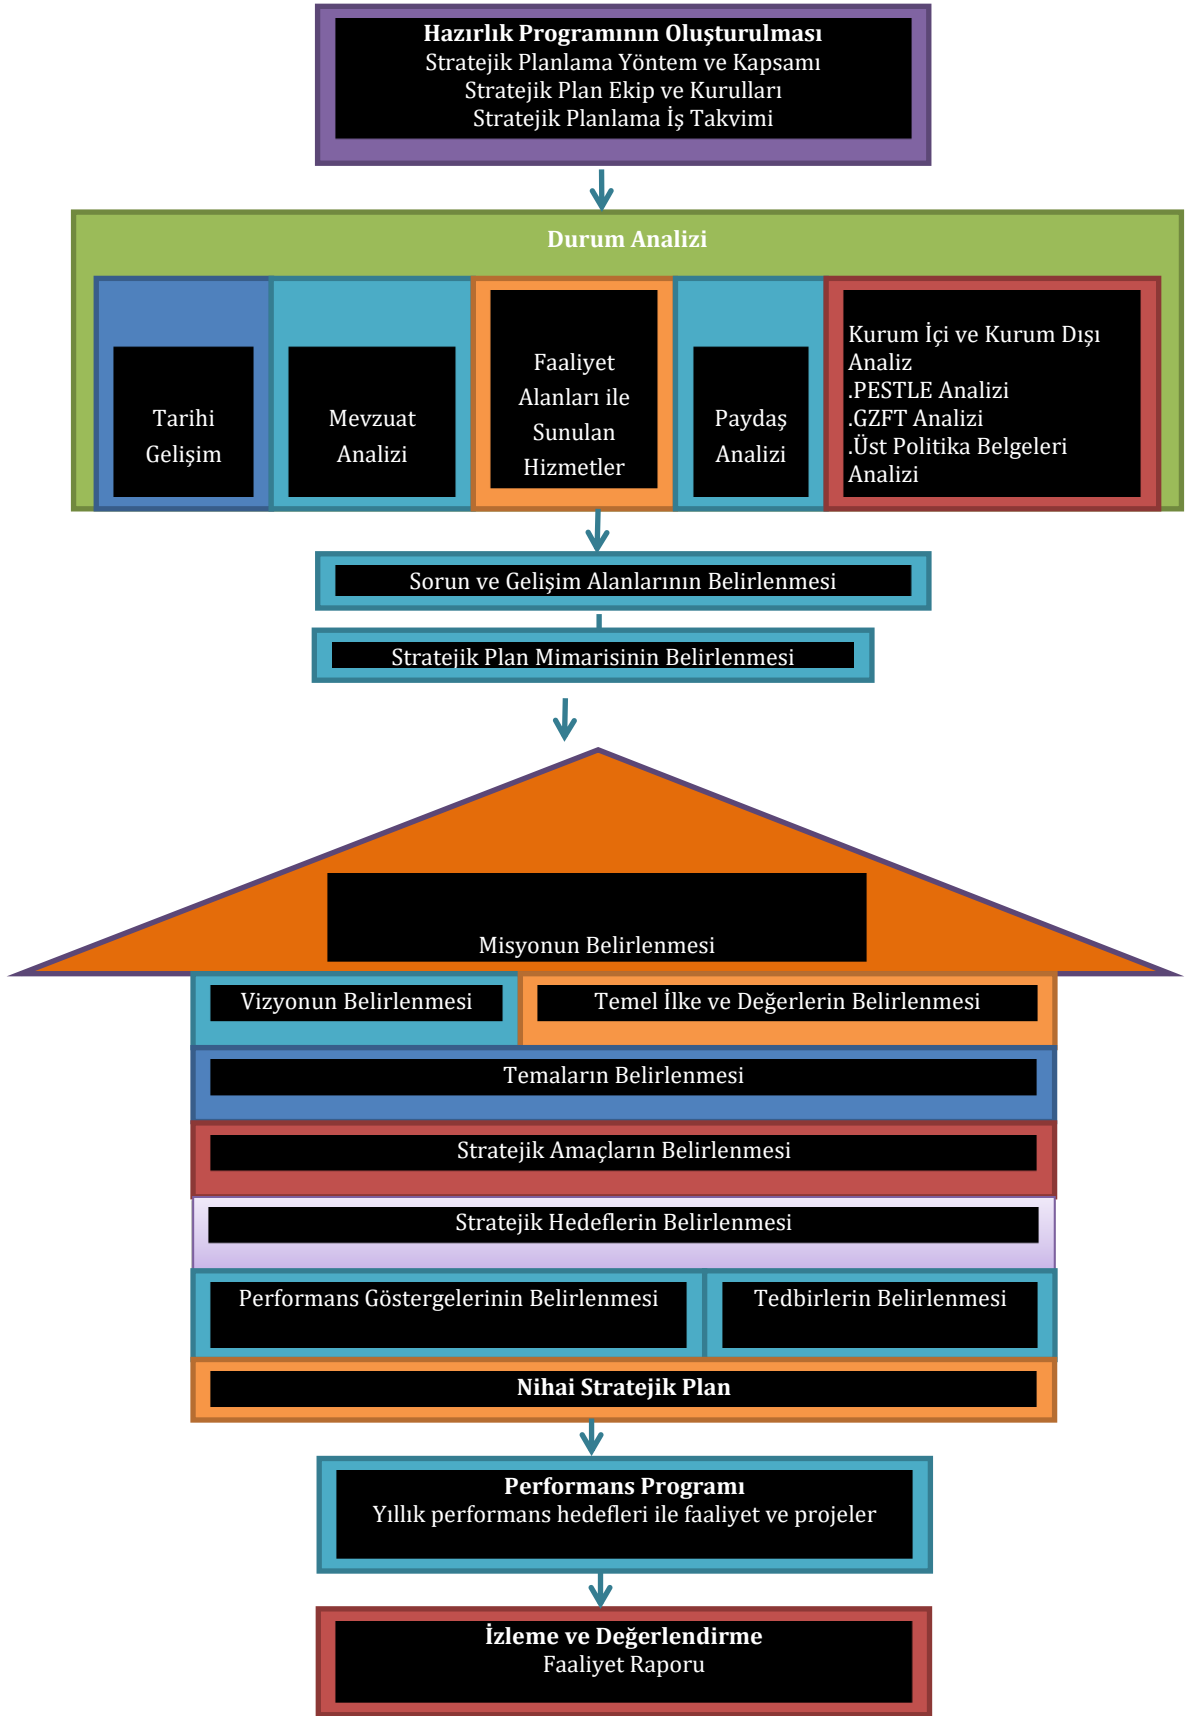 Hazırlık Programının Oluşturulması
Stratejik Planlama Yöntem ve Kapsamı
Stratejik Plan Ekip ve Kurulları
Stratejik Planlama İş Takvimi
Durum Analizi
Tarihi
Gelişim
Mevzuat
Analizi
Faaliyet
Alanları ile
Sunulan
Hizmetler
Paydaş
Analizi
Kurum İçi ve Kurum Dışı
Analiz
.PESTLE Analizi
.GZFT Analizi
.Üst Politika Belgeleri
Analizi
Sorun ve Gelişim Alanlarının Belirlenmesi
Stratejik Plan Mimarisinin Belirlenmesi
Misyonun Belirlenmesi
Vizyonun Belirlenmesi
Temel İlke ve Değerlerin Belirlenmesi
Temaların Belirlenmesi
Stratejik Amaçların Belirlenmesi
Stratejik Hedeflerin Belirlenmesi
Performans Göstergelerinin Belirlenmesi
Tedbirlerin Belirlenmesi
Nihai Stratejik Plan
Performans Programı
Yıllık performans hedefleri ile faaliyet ve projeler
İzleme ve Değerlendirme
Faaliyet Raporu